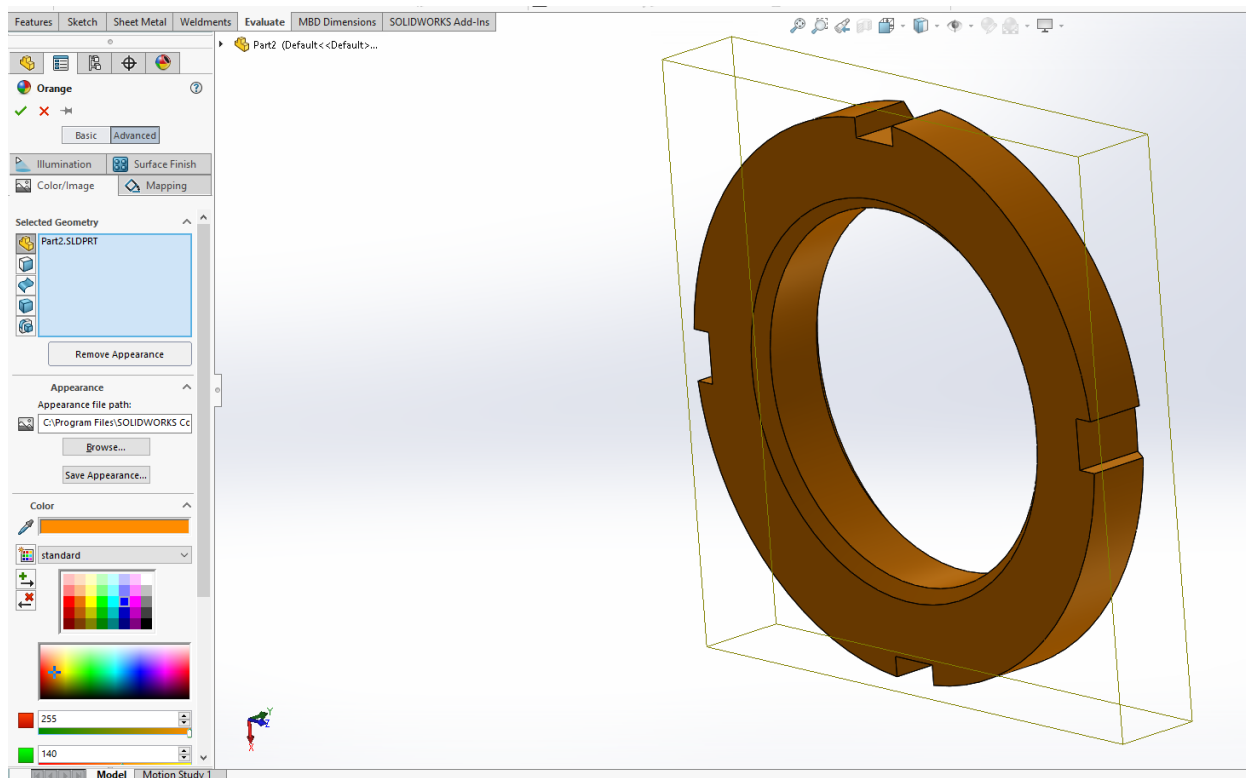 Features Sketch Sheet Metal Weldments Evaluate MBD Dimensions SOLIDWORKS Add-Ins
Part2 (Default<<Default>...
Orange
Basic Advanced
Illumination Surface Finish
Color/Image Mapping
Selected Geometry
Part2.SLDPRT
Remove Appearance
Appearance
Appearance file path:
C:\Program Files\SOLIDWORKS Cc
Browse...
Save Appearance...
Color
standard
255
140
Y
Z
X
Model Motion Study 1